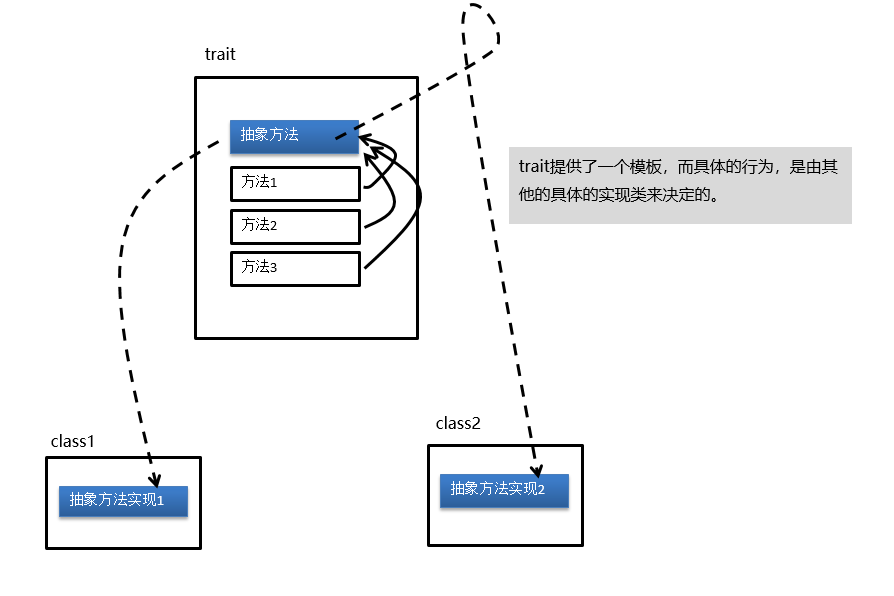 trait
抽象方法
方法1
方法2
方法3
trait提供了一个模板，而具体的行为，是由其
他的具体的实现类来决定的。
class1
抽象方法实现1
class2
抽象方法实现2